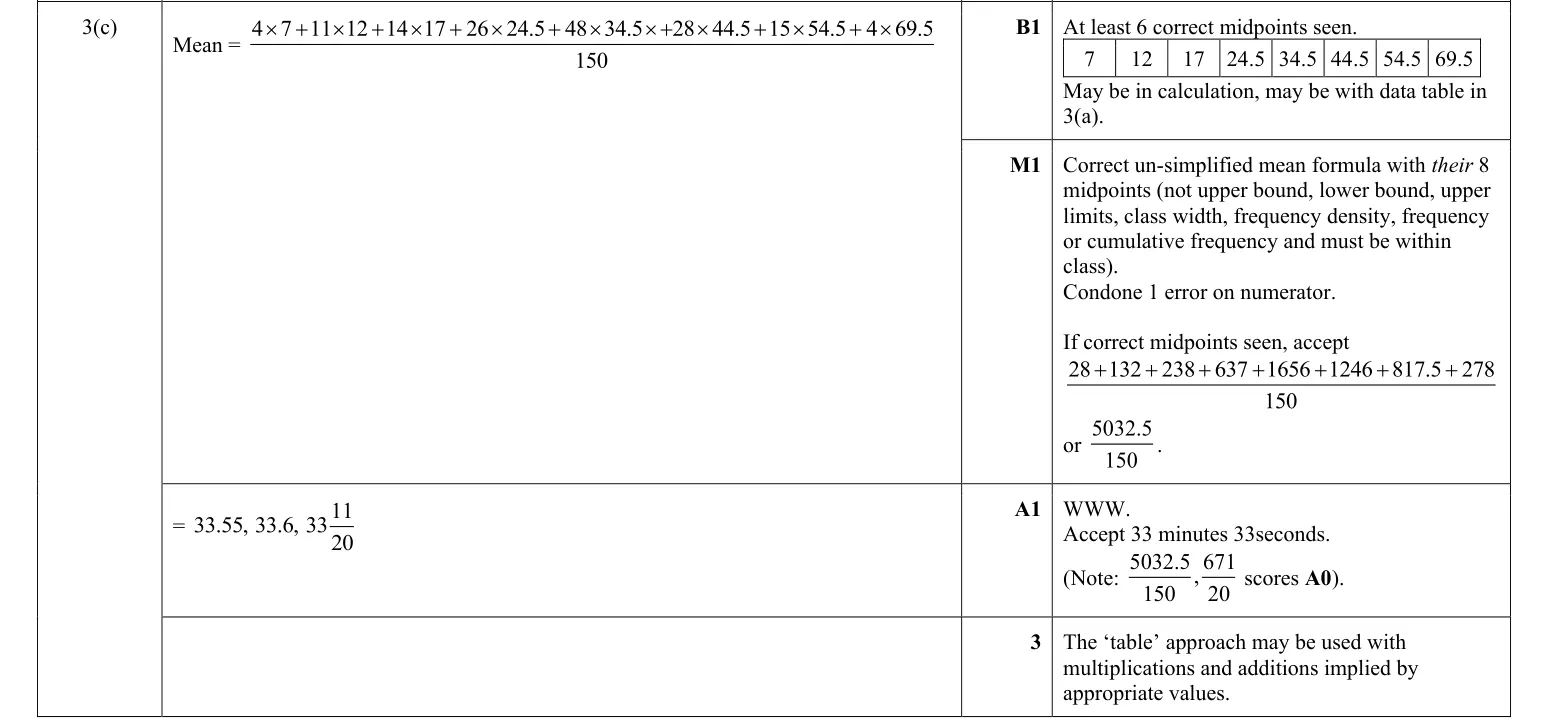 3(c)
Mean = 4×7+11×12+14×17+26×24.5+48×34.5×+28×44.5+15×54.5+4×69.5
150
B1
At least 6 correct midpoints seen.
7 12 17 24.5 34.5 44.5 54.5 69.5
May be in calculation, may be with data table in
3(a).
M1
Correct un-simplified mean formula with their 8
midpoints (not upper bound, lower bound, upper
limits, class width, frequency density, frequency
or cumulative frequency and must be within
class).
Condone 1 error on numerator.
If correct midpoints seen, accept
28+132+238+637+1656+1246+817.5+278
150
or 5032.5
150 .
= 33.55, 33.6, 33 11
20
A1
WWW.
Accept 33 minutes 33seconds.
(Note: 5032.5/150, 671/20 scores A0).
3
The ‘table’ approach may be used with
multiplications and additions implied by
appropriate values.